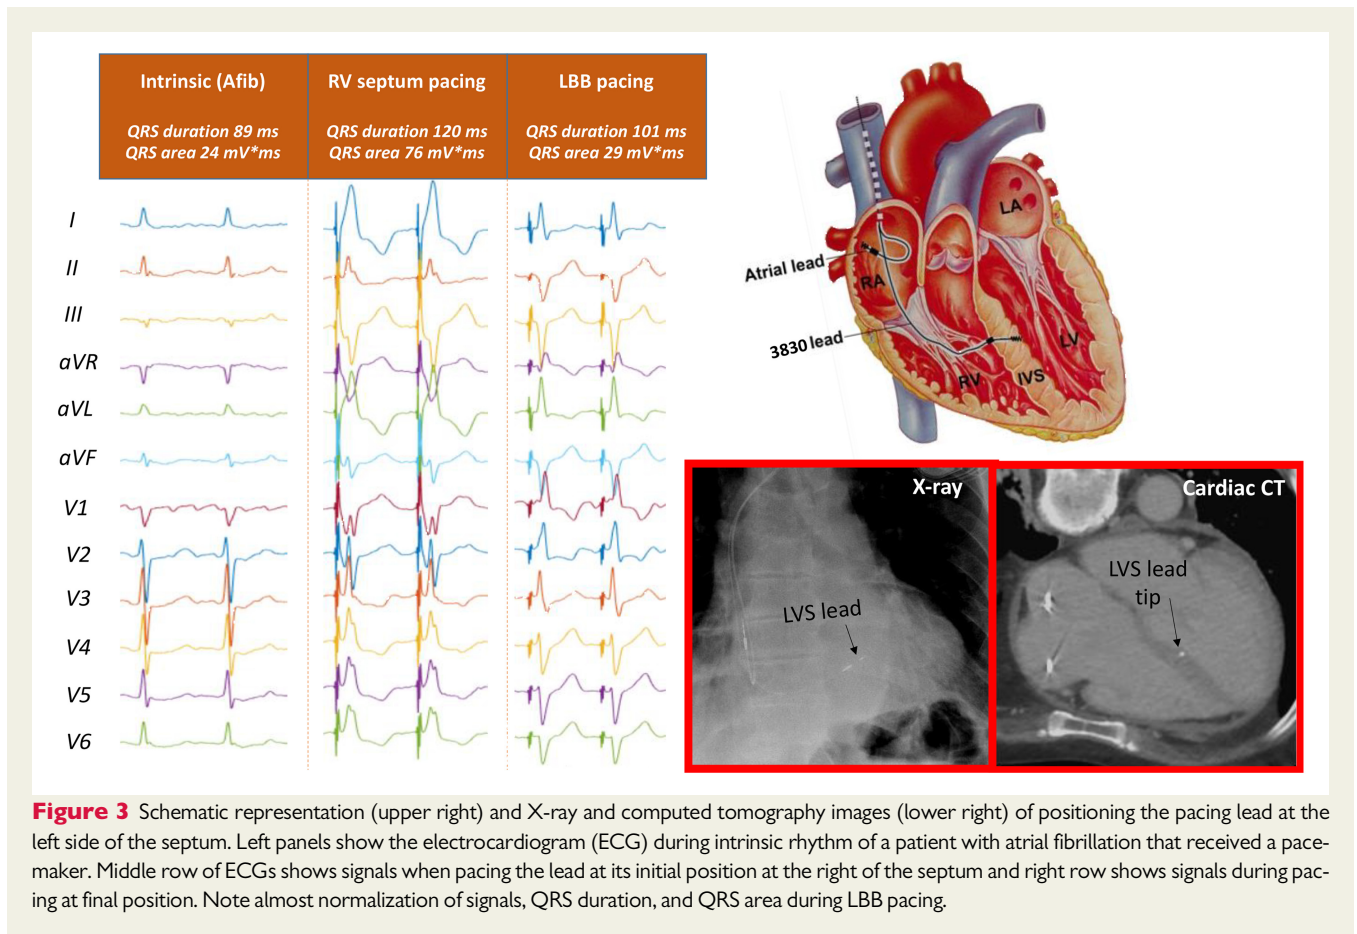 Intrinsic (Afib)
QRS duration 89 ms
QRS area 24 mV*ms
RV septum pacing
QRS duration 120 ms
QRS area 76 mV*ms
LBB pacing
QRS duration 101 ms
QRS area 29 mV*ms
I
II
III
aVR
aVL
aVF
V1
V2
V3
V4
V5
V6
LA
Atrial lead
RA
3830 lead
LV
RV
IVS
X-ray
LVS lead
Cardiac CT
LVS lead
tip
Figure 3 Schematic representation (upper right) and X-ray and computed tomography images (lower right) of positioning the pacing lead at the
left side of the septum. Left panels show the electrocardiogram (ECG) during intrinsic rhythm of a patient with atrial fibrillation that received a pace-
maker. Middle row of ECGs shows signals when pacing the lead at its initial position at the right of the septum and right row shows signals during pac-
ing at final position. Note almost normalization of signals, QRS duration, and QRS area during LBB pacing.